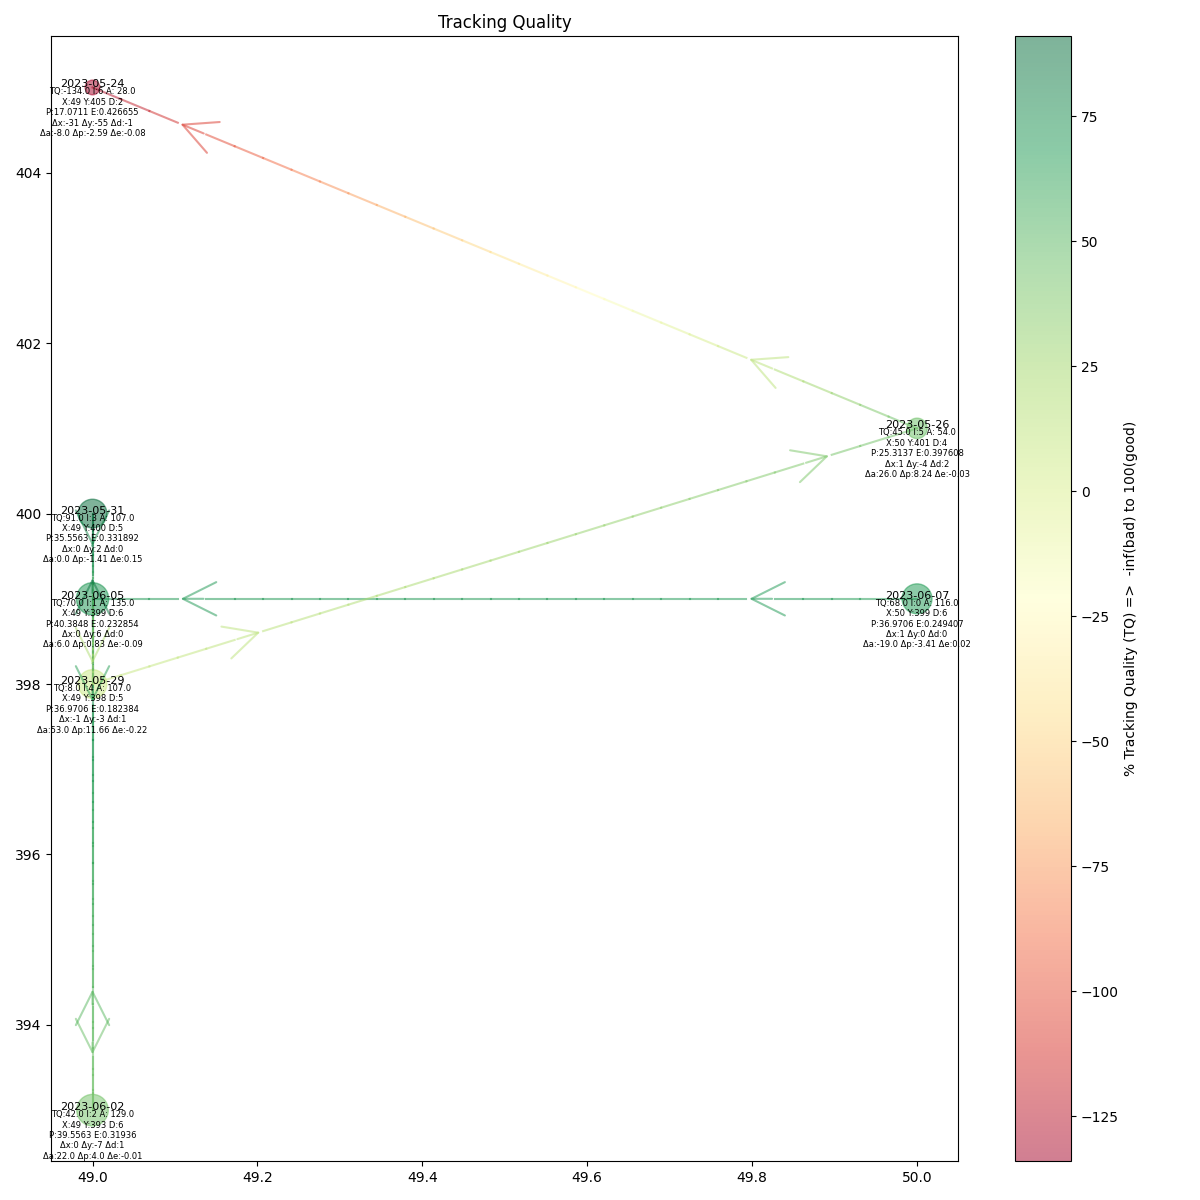 Tracking Quality
2023-05-24
TQ:-134.0 I:6 A: 28.0
X:49 Y:405 D:2
P:17.0711 E:0.426655
Δx:-31 Δy:-55 Δd:-1
Δa:-8.0 Δp:-2.59 Δe:-0.08
2023-05-26
TQ:45.0 I:5 A: 54.0
X:50 Y:401 D:4
P:25.3137 E:0.397608
Δx:1 Δy:-4 Δd:2
Δa:26.0 Δp:8.24 Δe:-0.03
2023-05-31
TQ:91.0 I:3 A: 107.0
X:49 Y:400 D:5
P:35.5563 E:0.331892
Δx:0 Δy:2 Δd:0
Δa:0.0 Δp:-1.41 Δe:0.15
2023-06-05
TQ:70.0 I:1 A: 135.0
X:49 Y:399 D:6
P:40.3848 E:0.232854
Δx:0 Δy:6 Δd:0
Δa:6.0 Δp:0.83 Δe:-0.09
2023-06-07
TQ:68.0 I:0 A: 116.0
X:50 Y:399 D:6
P:36.9706 E:0.249407
Δx:1 Δy:0 Δd:0
Δa:-19.0 Δp:-3.41 Δe:0.02
2023-05-29
TQ:8.0 I:4 A: 107.0
X:49 Y:398 D:5
P:36.9706 E:0.182384
Δx:-1 Δy:-3 Δd:1
Δa:53.0 Δp:11.66 Δe:-0.22
2023-06-02
TQ:42.0 I:2 A: 129.0
X:49 Y:393 D:6
P:39.5563 E:0.31936
Δx:0 Δy:-7 Δd:1
Δa:22.0 Δp:4.0 Δe:-0.01
404
402
400
398
396
394
49.0
49.2
49.4
49.6
49.8
50.0
75
50
25
0
−25
−50
−75
−100
−125
% Tracking Quality (TQ) => -inf(bad) to 100(good)